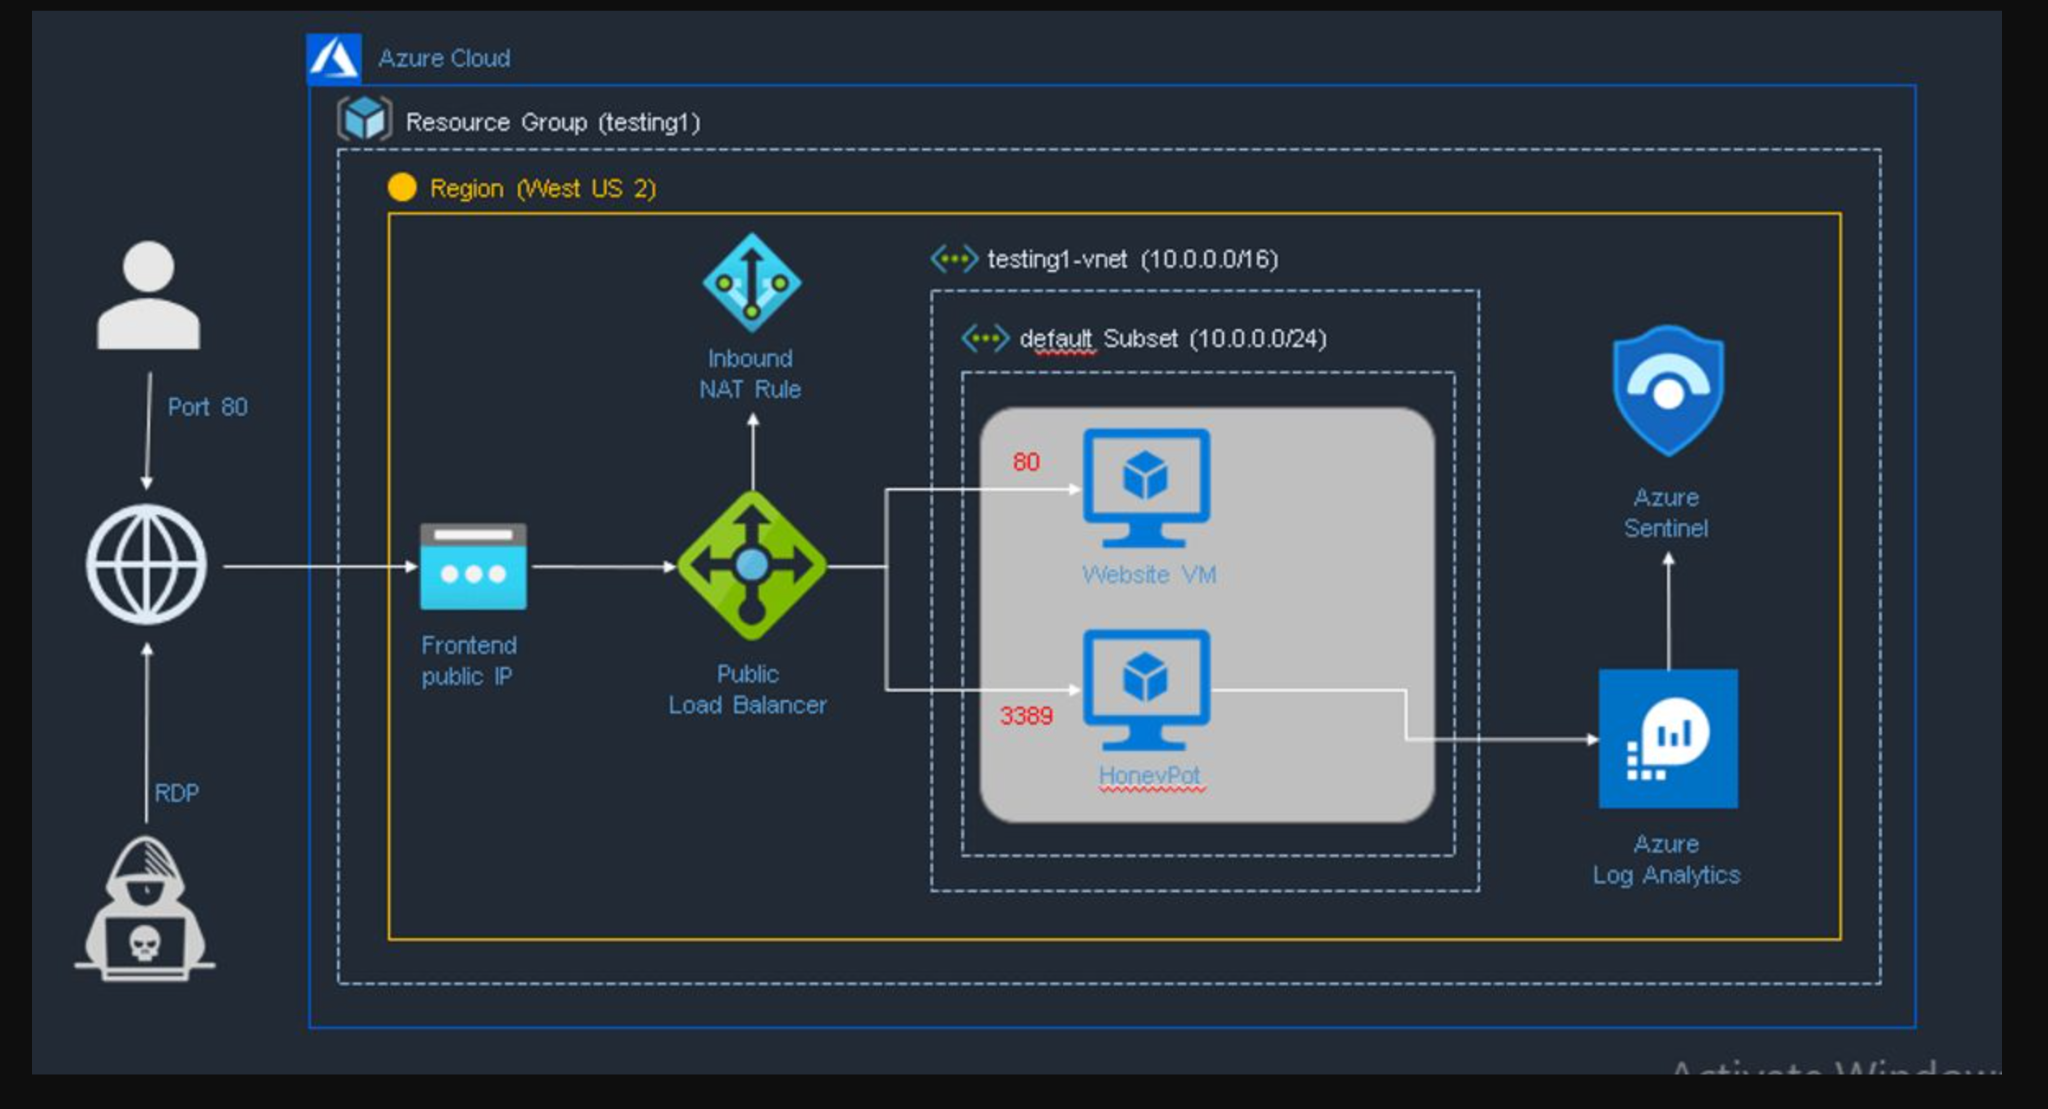 Azure Cloud
Resource Group (testing1)
Region (West US 2)
Port 80
RDP
Frontend
public IP
Inbound
NAT Rule
Public
Load Balancer
testing1-vnet (10.0.0.0/16)
default Subset (10.0.0.0/24)
80
Website VM
3389
HoneyPot
Azure
Sentinel
Azure
Log Analytics
Activate Window